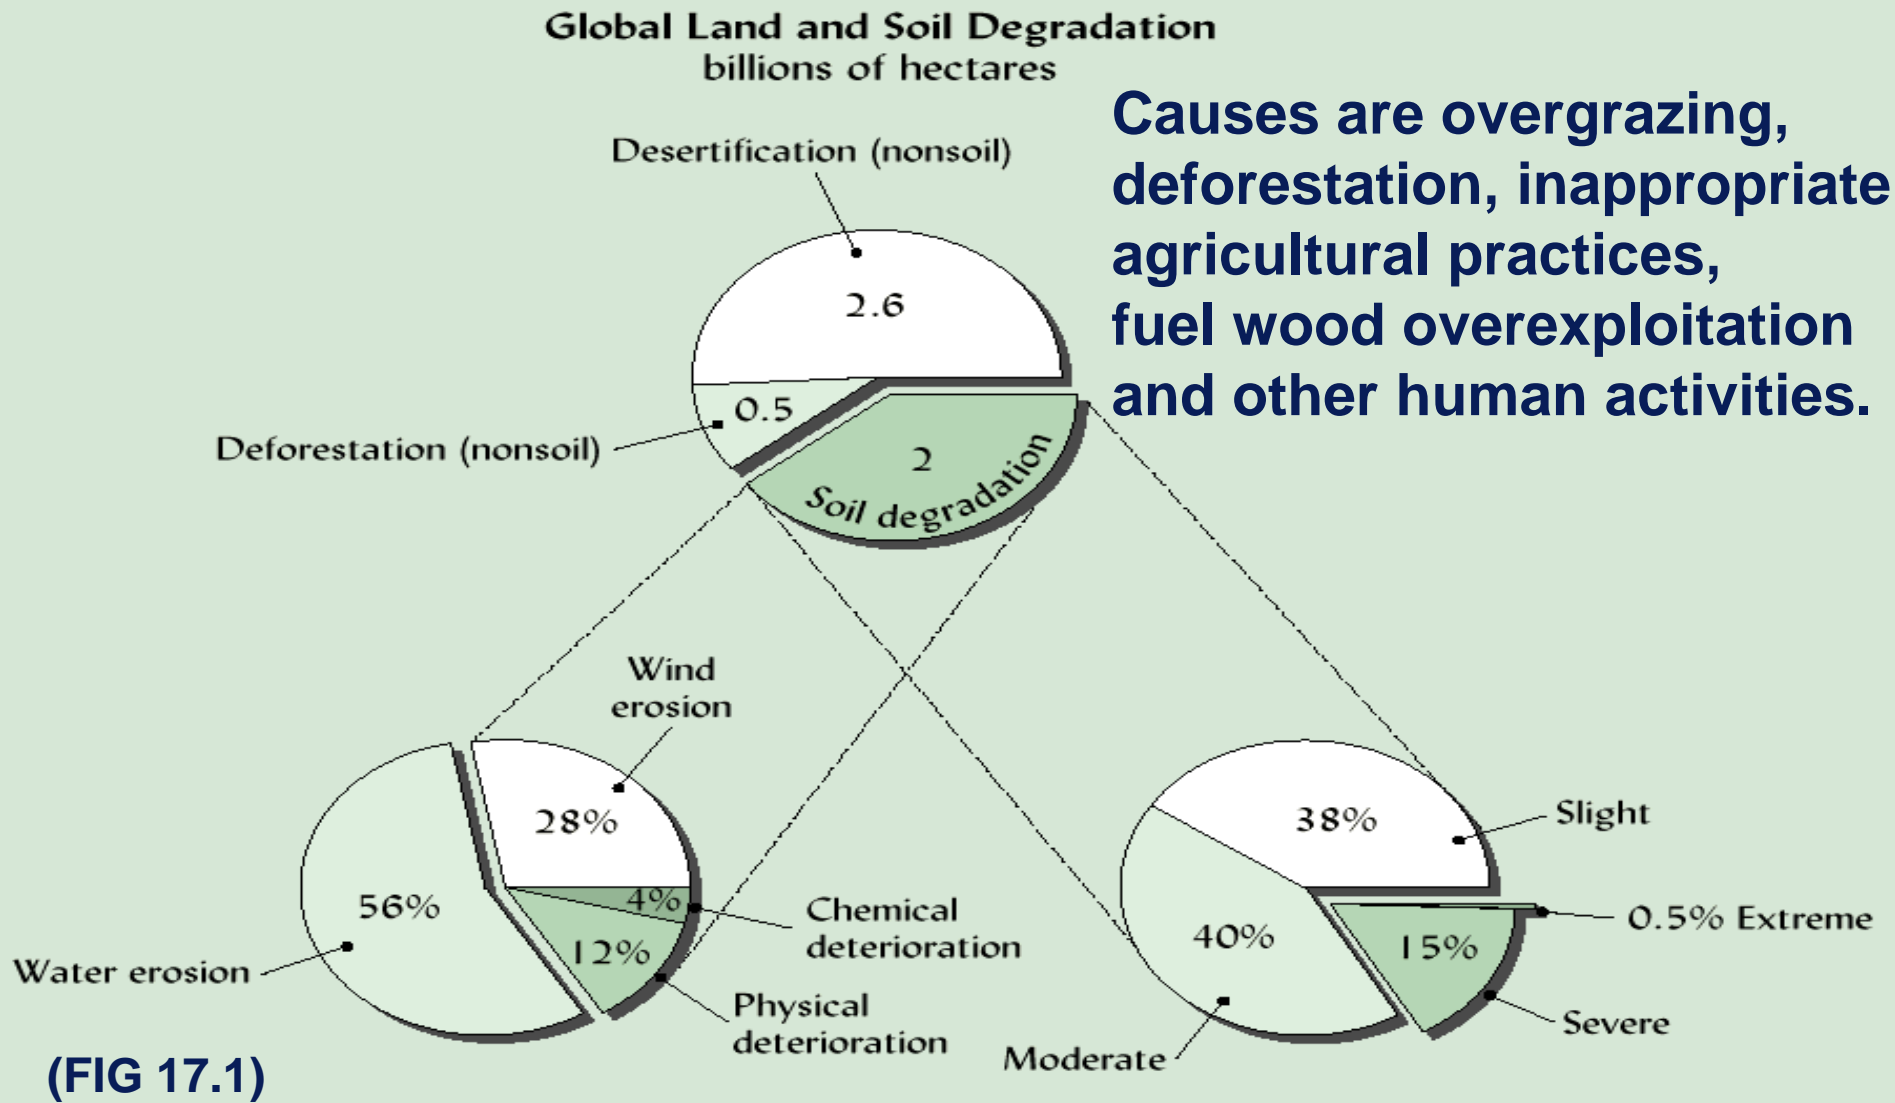 Global Land and Soil Degradation
billions of hectares
Causes are overgrazing,
deforestation, inappropriate
agricultural practices,
fuel wood overexploitation
and other human activities.
Desertification (nonsoil)
2.6
0.5
Deforestation (nonsoil)
2
Soil degradation
Wind
erosion
28%
56%
4%
12%
Water erosion
Chemical
deterioration
Physical
deterioration
38%
Slight
40%
0.5% Extreme
15%
Severe
Moderate
(FIG 17.1)